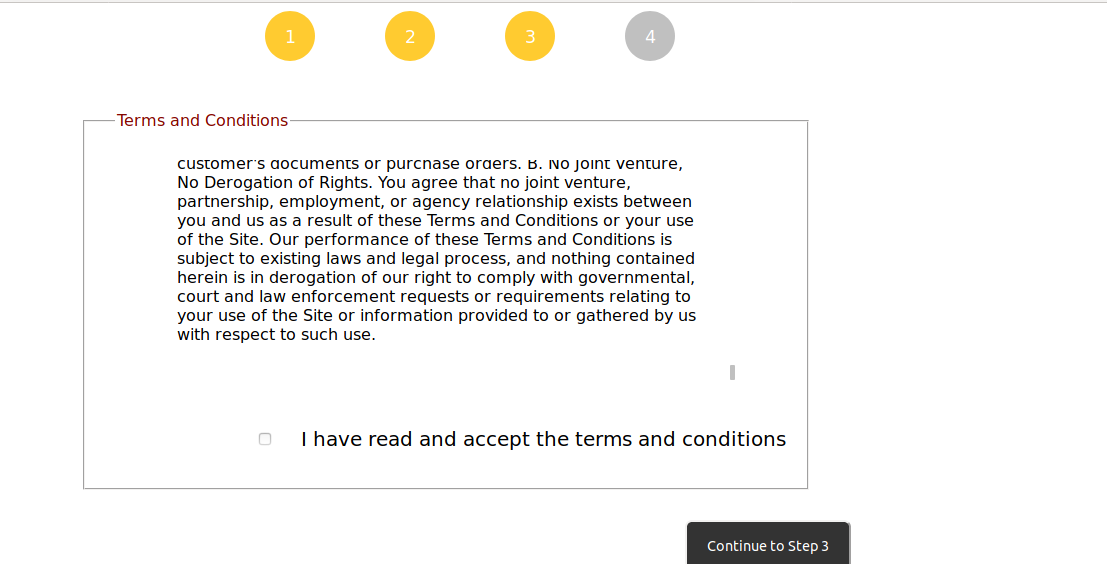 1 2 3 4
Terms and Conditions
customer's documents or purchase orders. B. No Joint Venture,
No Derogation of Rights. You agree that no joint venture,
partnership, employment, or agency relationship exists between
you and us as a result of these Terms and Conditions or your use
of the Site. Our performance of these Terms and Conditions is
subject to existing laws and legal process, and nothing contained
herein is in derogation of our right to comply with governmental,
court and law enforcement requests or requirements relating to
your use of the Site or information provided to or gathered by us
with respect to such use.
I have read and accept the terms and conditions
Continue to Step 3